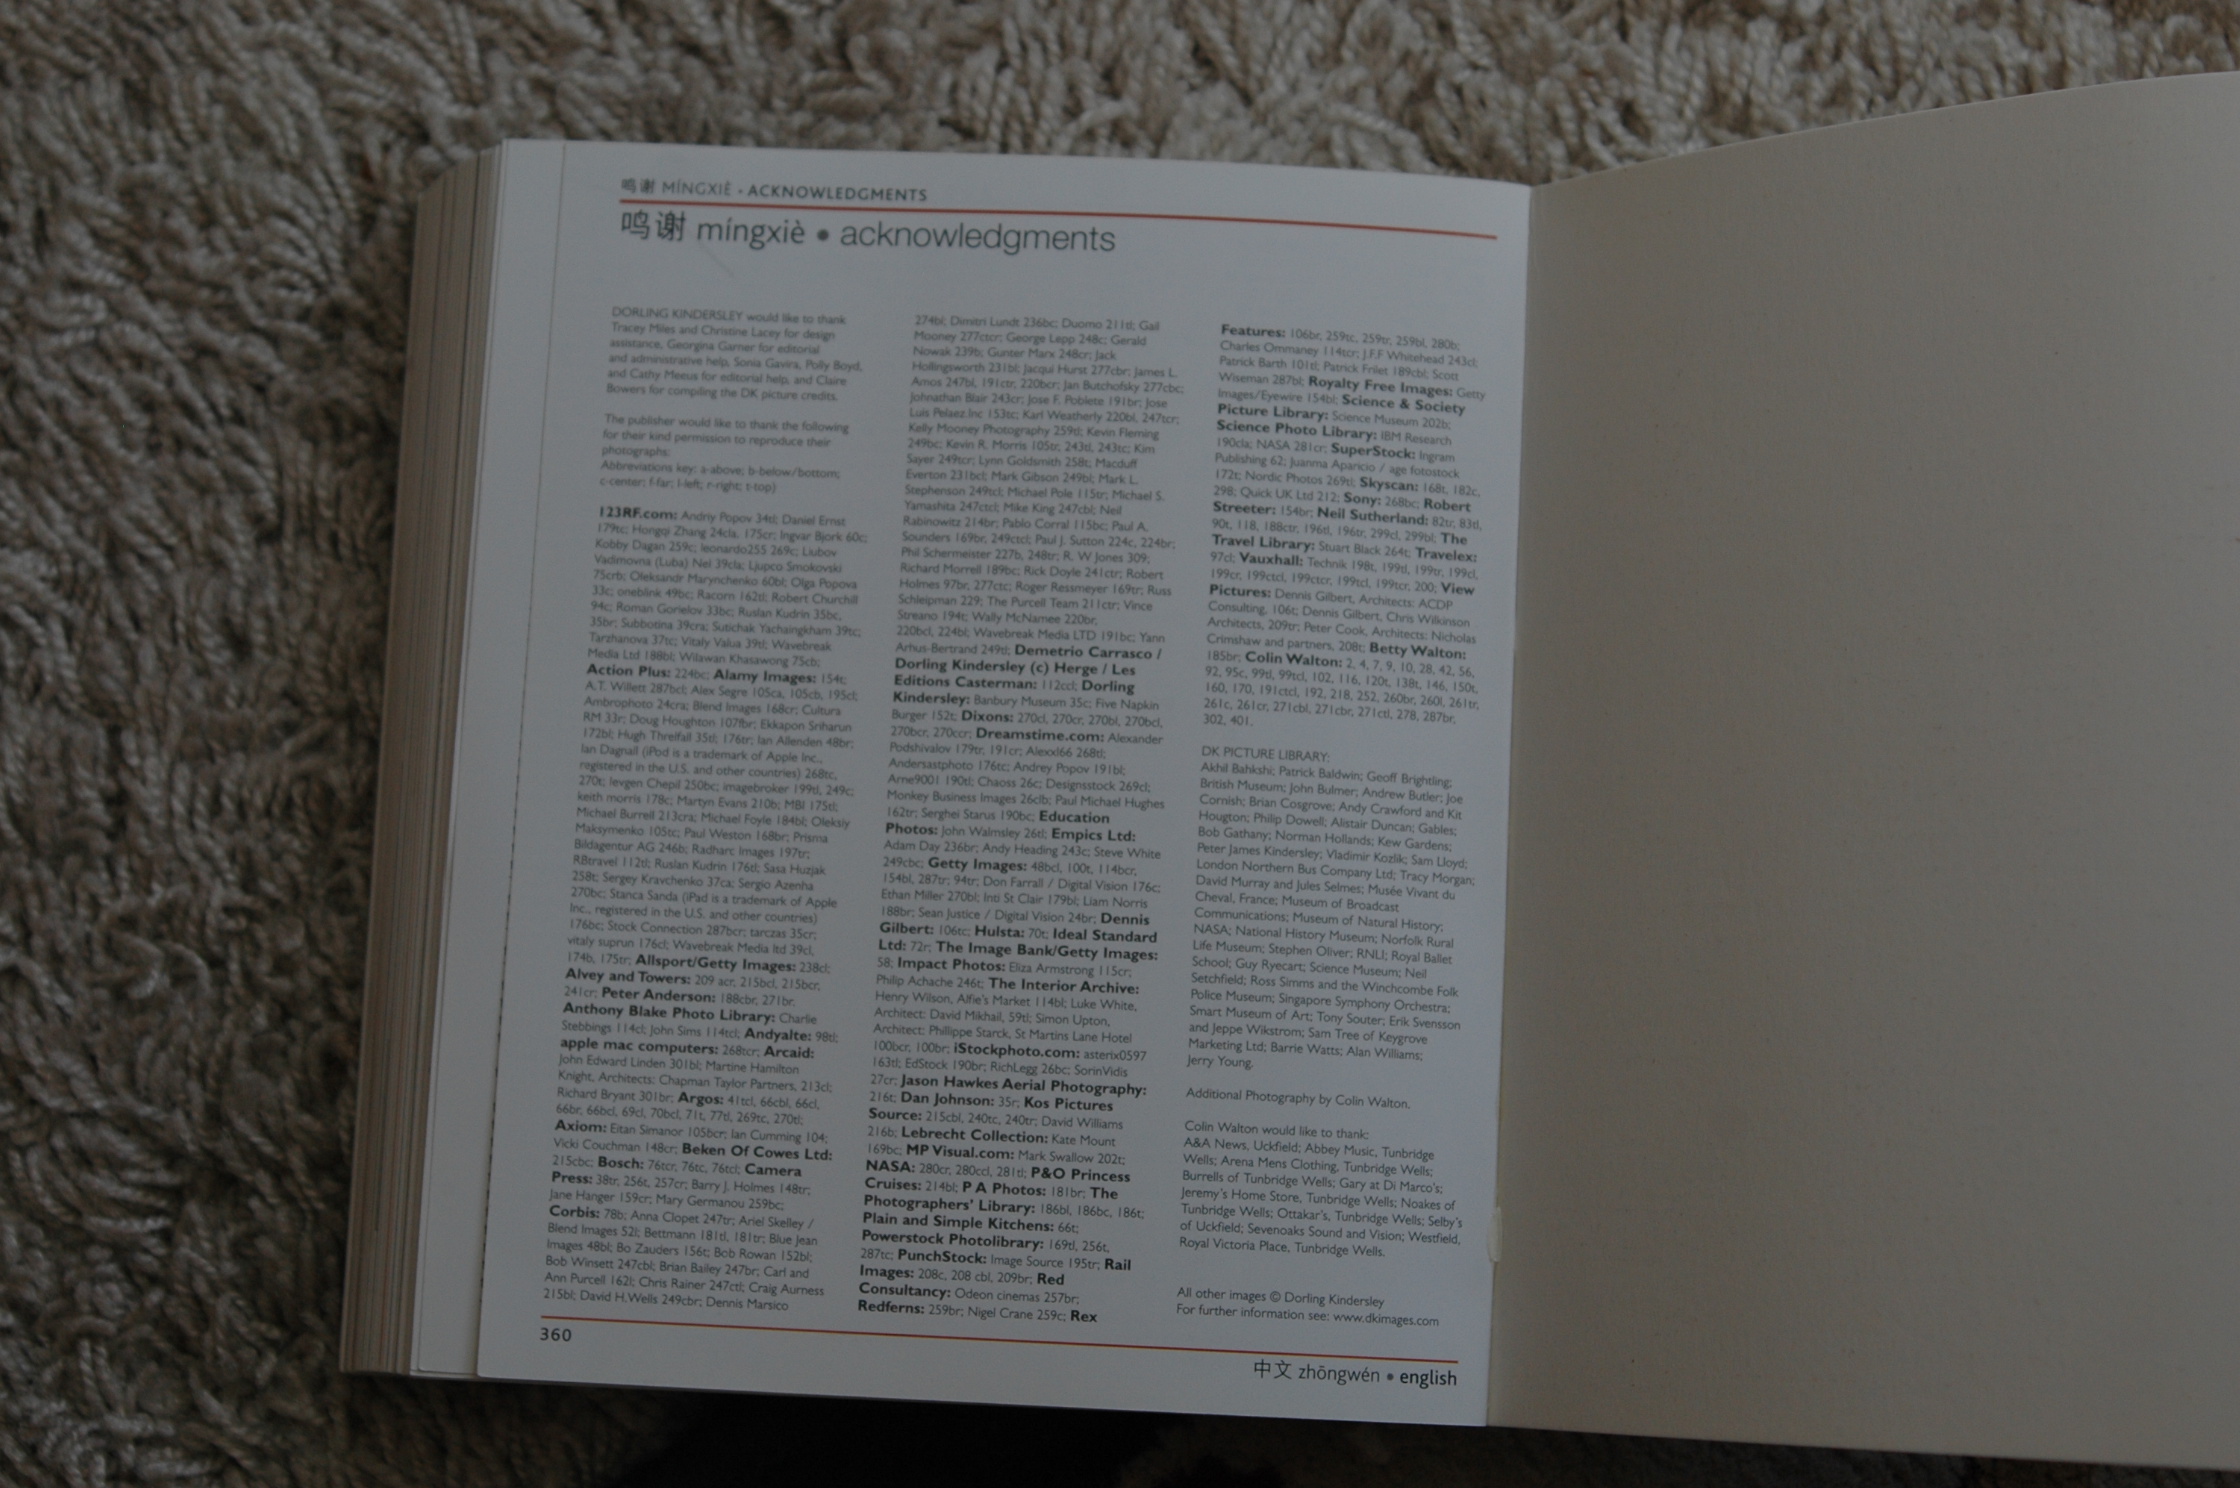 鸣谢 MÍNGXIÈ · ACKNOWLEDGMENTS
鸣谢 míngxiè • acknowledgments
DORLING KINDERSLEY would like to thank
Tracey Miles and Christine Lacey for design
assistance, Georgina Garner for editorial
and administrative help, Sonia Gavira, Polly Boyd,
and Cathy Meeus for editorial help, and Claire
Bowers for compiling the DK picture credits.
The publisher would like to thank the following
for their kind permission to reproduce their
photographs:
Abbreviations key: a-above; b-below/bottom;
c-center; f-far; l-left; r-right; t-top)
123RF.com: Andriy Popov 34tl; Daniel Ernst
179tc; Hongqi Zhang 24cla, 175cr; Ingvar Bjork 60c;
Kobby Dagan 259c; leonardo255 269c; Liubov
Vadimovna (Luba) Nel 39cla; Ljupco Smokovski
75crb; Oleksandr Marynchenko 60bl; Olga Popova
33c; oneblink 49bc; Racorn 162tl; Robert Churchill
94c; Roman Gorielov 33bc; Ruslan Kudrin 35bc,
35br; Subbotina 39cra; Sutichak Yachaingkham 39tc;
Tarzhanova 37tc; Vitaly Valua 39tl; Wavebreak
Media Ltd 188bl; Wilawan Khasawong 75cb;
Action Plus: 224bc; Alamy Images: 154t;
A.T. Willett 287bcl; Alex Segre 105ca, 105cb, 195cl;
Ambrophoto 24cra; Blend Images 168cr; Cultura
RM 33r; Doug Houghton 107fbr; Ekkapon Sriharun
172bl; Hugh Threlfall 35tl; 176tr; Ian Allenden 48br;
Ian Dagnall (iPod is a trademark of Apple Inc.,
registered in the U.S. and other countries) 268tc,
270t; levgen Chepil 250bc; imagebroker 199tl, 249c;
keith morris 178c; Martyn Evans 210b; MBI 175tl;
Michael Burrell 213cra; Michael Foyle 184bl; Oleksiy
Maksymenko 105tc; Paul Weston 168br; Prisma
Bildagentur AG 246b; Radharc Images 197tr;
RBtravel 112tl; Ruslan Kudrin 176tl; Sasa Huzjak
258t; Sergey Kravchenko 37ca; Sergio Azenha
270bc; Stanca Sanda (iPad is a trademark of Apple
Inc., registered in the U.S. and other countries)
176bc; Stock Connection 287bcr; tarczas 35cr;
vitaly suprun 176cl; Wavebreak Media ltd 39cl,
174b, 175tr; Allsport/Getty Images: 238cl;
Alvey and Towers: 209 acr, 215bcl, 215bcr,
241cr; Peter Anderson: 188cbr, 271br.
Anthony Blake Photo Library: Charlie
Stebbings 114cl; John Sims 114tcl; Andyalte: 98tl;
apple mac computers: 268tcr; Arcaid:
John Edward Linden 301bl; Martine Hamilton
Knight, Architects: Chapman Taylor Partners, 213cl;
Richard Bryant 301br; Argos: 41tcl, 66cbl, 66cl,
66br, 66bcl, 69cl, 70bcl, 71t, 77tl, 269tc, 270tl;
Axiom: Eitan Simanor 105bcr; Ian Cumming 104;
Vicki Couchman 148cr; Beken Of Cowes Ltd:
215cbc; Bosch: 76tcr, 76tc, 76tcl; Camera
Press: 38tr, 256t, 257cr; Barry J. Holmes 148tr;
Jane Hanger 159cr; Mary Germanou 259bc;
Corbis: 78b; Anna Clopet 247tr; Ariel Skelley /
Blend Images 52l; Bettmann 181tl, 181tr; Blue Jean
Images 48bl; Bo Zauders 156t; Bob Rowan 152bl;
Bob Winsett 247cbl; Brian Bailey 247br; Carl and
Ann Purcell 162l; Chris Rainer 247ctl; Craig Aurness
215bl; David H.Wells 249cbr; Dennis Marsico
274bl; Dimitri Lundt 236bc; Duomo 211tl; Gail
Mooney 277ctcr; George Lepp 248c; Gerald
Nowak 239b; Gunter Marx 248cr; Jack
Hollingsworth 231bl; Jacqui Hurst 277cbr; James L.
Amos 247bl, 191ctr, 220bcr; Jan Butchofsky 277cbc;
Johnathan Blair 243cr; Jose F. Poblete 191br; Jose
Luis Pelaez.Inc 153tc; Karl Weatherly 220bl, 247tcr;
Kelly Mooney Photography 259tl; Kevin Fleming
249bc; Kevin R. Morris 105tr, 243tl, 243tc; Kim
Sayer 249tcr; Lynn Goldsmith 258t; Macduff
Everton 231bcl; Mark Gibson 249bl; Mark L.
Stephenson 249tcl; Michael Pole 115tr; Michael S.
Yamashita 247ctcl; Mike King 247cbl; Neil
Rabinowitz 214br; Pablo Corral 115bc; Paul A.
Sounders 169br, 249ctcl; Paul J. Sutton 224c, 224br;
Phil Schermeister 227b, 248tr; R. W Jones 309;
Richard Morrell 189bc; Rick Doyle 241ctr; Robert
Holmes 97br, 277ctc; Roger Ressmeyer 169tr; Russ
Schleipman 229; The Purcell Team 211ctr; Vince
Streano 194t; Wally McNamee 220br,
220bcl, 224bl; Wavebreak Media LTD 191bc; Yann
Arthus-Bertrand 249tl; Demetrio Carrasco /
Dorling Kindersley (c) Herge / Les
Editions Casterman: 112ccl; Dorling
Kindersley: Banbury Museum 35c; Five Napkin
Burger 152t; Dixons: 270cl, 270cr, 270bl, 270bcl,
270bcr, 270ccr; Dreamstime.com: Alexander
Podshivalov 179tr, 191cr; Alexxl66 268tl;
Andersastphoto 176tc; Andrey Popov 191bl;
Arne9001 190tl; Chaoss 26c; Designsstock 269cl;
Monkey Business Images 26clb; Paul Michael Hughes
162tr; Serghei Starus 190bc; Education
Photos: John Walmsley 26tl; Empics Ltd:
Adam Day 236br; Andy Heading 243c; Steve White
249cbc; Getty Images: 48bcl, 100t, 114bcr,
154bl, 287tr; 94tr; Don Farrall / Digital Vision 176c;
Ethan Miller 270bl; Inti St Clair 179bl; Liam Norris
188br; Sean Justice / Digital Vision 24br; Dennis
Gilbert: 106tc; Hulsta: 70t; Ideal Standard
Ltd: 72r; The Image Bank/Getty Images:
58; Impact Photos: Eliza Armstrong 115cr;
Philip Achache 246t; The Interior Archive:
Henry Wilson, Alfie's Market 114bl; Luke White,
Architect: David Mikhail, 59tl; Simon Upton,
Architect: Phillippe Starck, St Martins Lane Hotel
100bcr, 100br; iStockphoto.com: asterix0597
163tl; EdStock 190br; RichLegg 26bc; SorinVidis
27cr; Jason Hawkes Aerial Photography:
216t; Dan Johnson: 35r; Kos Pictures
Source: 215cbl, 240tc, 240tr; David Williams
216b; Lebrecht Collection: Kate Mount
169bc; MP Visual.com: Mark Swallow 202t;
NASA: 280cr, 280ccl, 281tl; P&O Princess
Cruises: 214bl; P A Photos: 181br; The
Photographers' Library: 186bl, 186bc, 186t;
Plain and Simple Kitchens: 66t;
Powerstock Photolibrary: 169tl, 256t,
287tc; PunchStock: Image Source 195tr; Rail
Images: 208c, 208 cbl, 209br; Red
Consultancy: Odeon cinemas 257br;
Redferns: 259br; Nigel Crane 259c; Rex
Features: 106br, 259tc, 259tr, 259bl, 280b;
Charles Ommaney 114tcr; J.F.F Whitehead 243cl;
Patrick Barth 101tl; Patrick Frilet 189cbl; Scott
Wiseman 287bl; Royalty Free Images: Getty
Images/Eyewire 154bl; Science & Society
Picture Library: Science Museum 202b;
Science Photo Library: IBM Research
190cla; NASA 281cr; SuperStock: Ingram
Publishing 62; Juanma Aparicio / age fotostock
172t; Nordic Photos 269tl; Skyscan: 168t, 182c,
298; Quick UK Ltd 212; Sony: 268bc; Robert
Streeter: 154br; Neil Sutherland: 82tr, 83tl,
90t, 118, 188ctr, 196tl, 196tr, 299cl, 299bl; The
Travel Library: Stuart Black 264t; Travelex:
97cl; Vauxhall: Technik 198t, 199tl, 199tr, 199cl,
199cr, 199ctcl, 199ctcr, 199tcl, 199tcr, 200; View
Pictures: Dennis Gilbert, Architects: ACDP
Consulting, 106t; Dennis Gilbert, Chris Wilkinson
Architects, 209tr; Peter Cook, Architects: Nicholas
Crimshaw and partners, 208t; Betty Walton:
185br; Colin Walton: 2, 4, 7, 9, 10, 28, 42, 56,
92, 95c, 99tl, 99tcl, 102, 116, 120t, 138t, 146, 150t,
160, 170, 191ctcl, 192, 218, 252, 260br, 260l, 261tr,
261c, 261cr, 271cbl, 271cbr, 271ctl, 278, 287br,
302, 401.
DK PICTURE LIBRARY:
Akhil Bahkshi; Patrick Baldwin; Geoff Brightling;
British Museum; John Bulmer; Andrew Butler; Joe
Cornish; Brian Cosgrove; Andy Crawford and Kit
Hougton; Philip Dowell; Alistair Duncan; Gables;
Bob Gathany; Norman Hollands; Kew Gardens;
Peter James Kindersley; Vladimir Kozlik; Sam Lloyd;
London Northern Bus Company Ltd; Tracy Morgan;
David Murray and Jules Selmes; Musée Vivant du
Cheval, France; Museum of Broadcast
Communications; Museum of Natural History;
NASA; National History Museum; Norfolk Rural
Life Museum; Stephen Oliver; RNLI; Royal Ballet
School; Guy Ryecart; Science Museum; Neil
Setchfield; Ross Simms and the Winchcombe Folk
Police Museum; Singapore Symphony Orchestra;
Smart Museum of Art; Tony Souter; Erik Svensson
and Jeppe Wikstrom; Sam Tree of Keygrove
Marketing Ltd; Barrie Watts; Alan Williams;
Jerry Young.
Additional Photography by Colin Walton.
Colin Walton would like to thank:
A&A News, Uckfield; Abbey Music, Tunbridge
Wells; Arena Mens Clothing, Tunbridge Wells;
Burrells of Tunbridge Wells; Gary at Di Marco's;
Jeremy's Home Store, Tunbridge Wells; Noakes of
Tunbridge Wells; Ottakar's, Tunbridge Wells; Selby's
of Uckfield; Sevenoaks Sound and Vision; Westfield,
Royal Victoria Place, Tunbridge Wells.
All other images © Dorling Kindersley
For further information see: www.dkimages.com
360
中文 zhōngwén • english